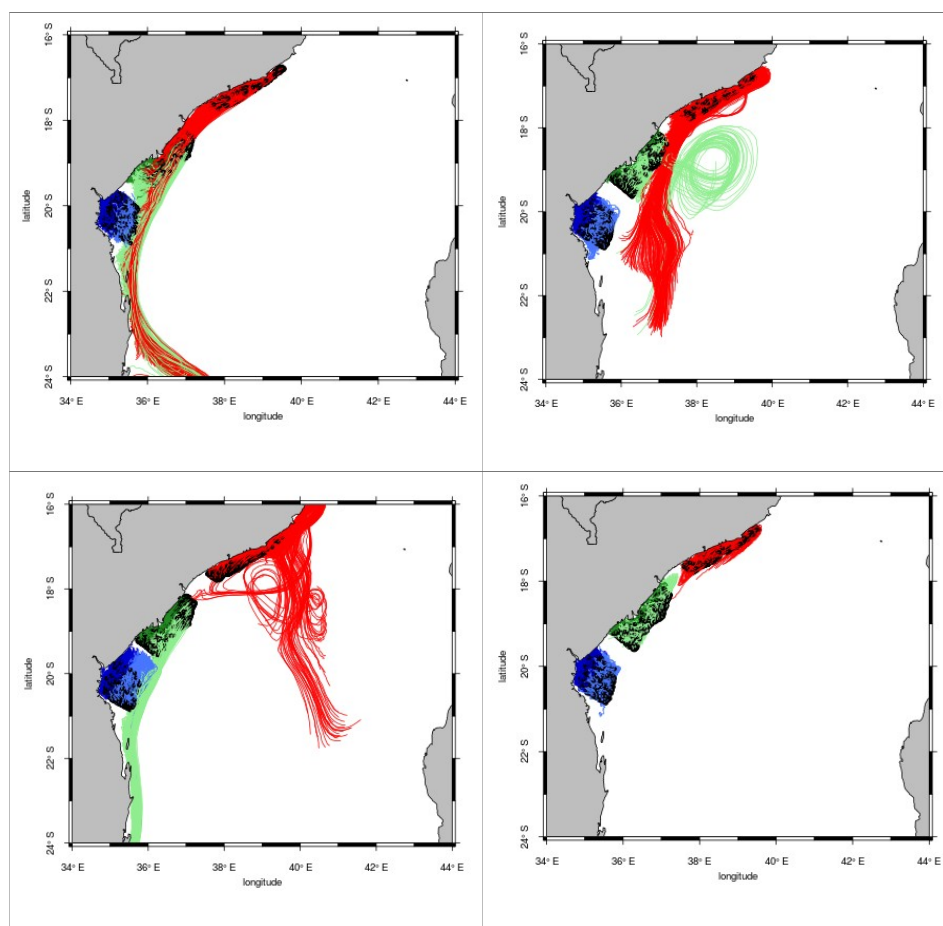 16° S
18° S
20° S
22° S
24° S
latitude
34° E
36° E
38° E
40° E
42° E
44° E
longitude
16° S
18° S
20° S
22° S
24° S
latitude
34° E
36° E
38° E
40° E
42° E
44° E
longitude
16° S
18° S
20° S
22° S
24° S
latitude
34° E
36° E
38° E
40° E
42° E
44° E
longitude
16° S
18° S
20° S
22° S
24° S
latitude
34° E
36° E
38° E
40° E
42° E
44° E
longitude